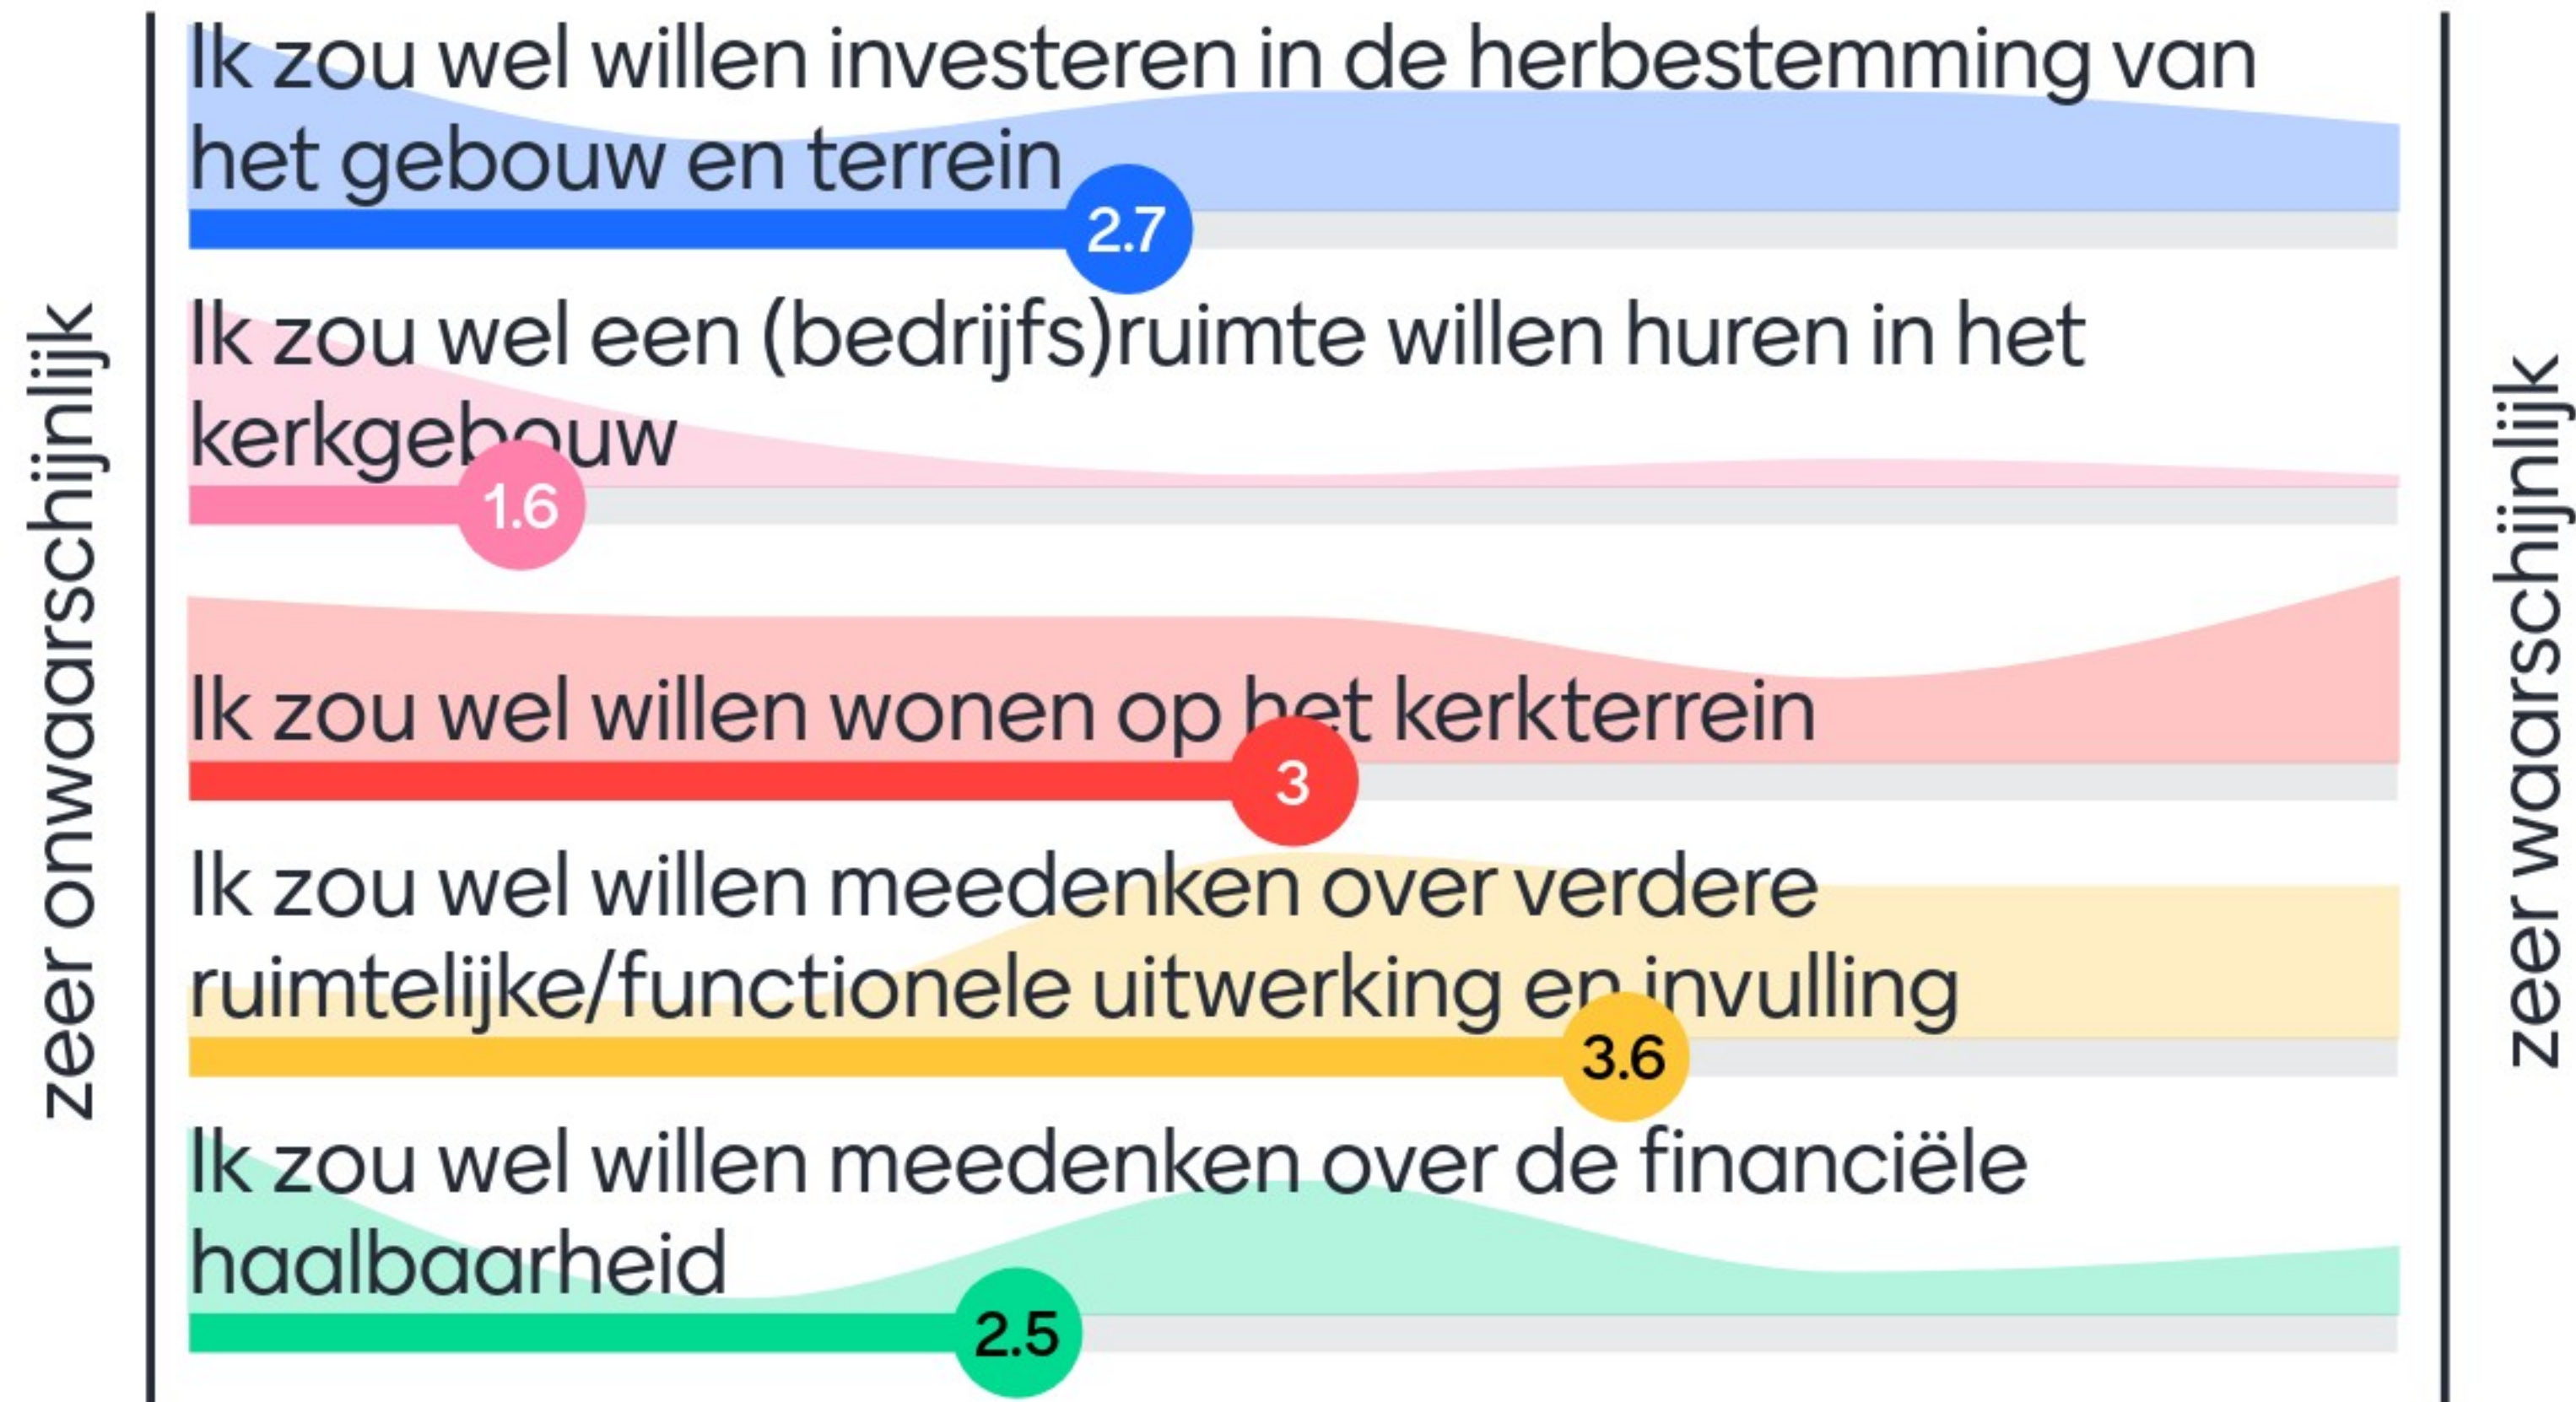 zeer onwaarschijnlijk
Ik zou wel willen investeren in de herbestemming van
het gebouw en terrein
2.7
Ik zou wel een (bedrijfs)ruimte willen huren in het
kerkgebouw
1.6
Ik zou wel willen wonen op het kerkterrein
3
Ik zou wel willen meedenken over verdere
ruimtelijke/functionele uitwerking en invulling
3.6
Ik zou wel willen meedenken over de financiële
haalbaarheid
2.5
zeer waarschijnlijk